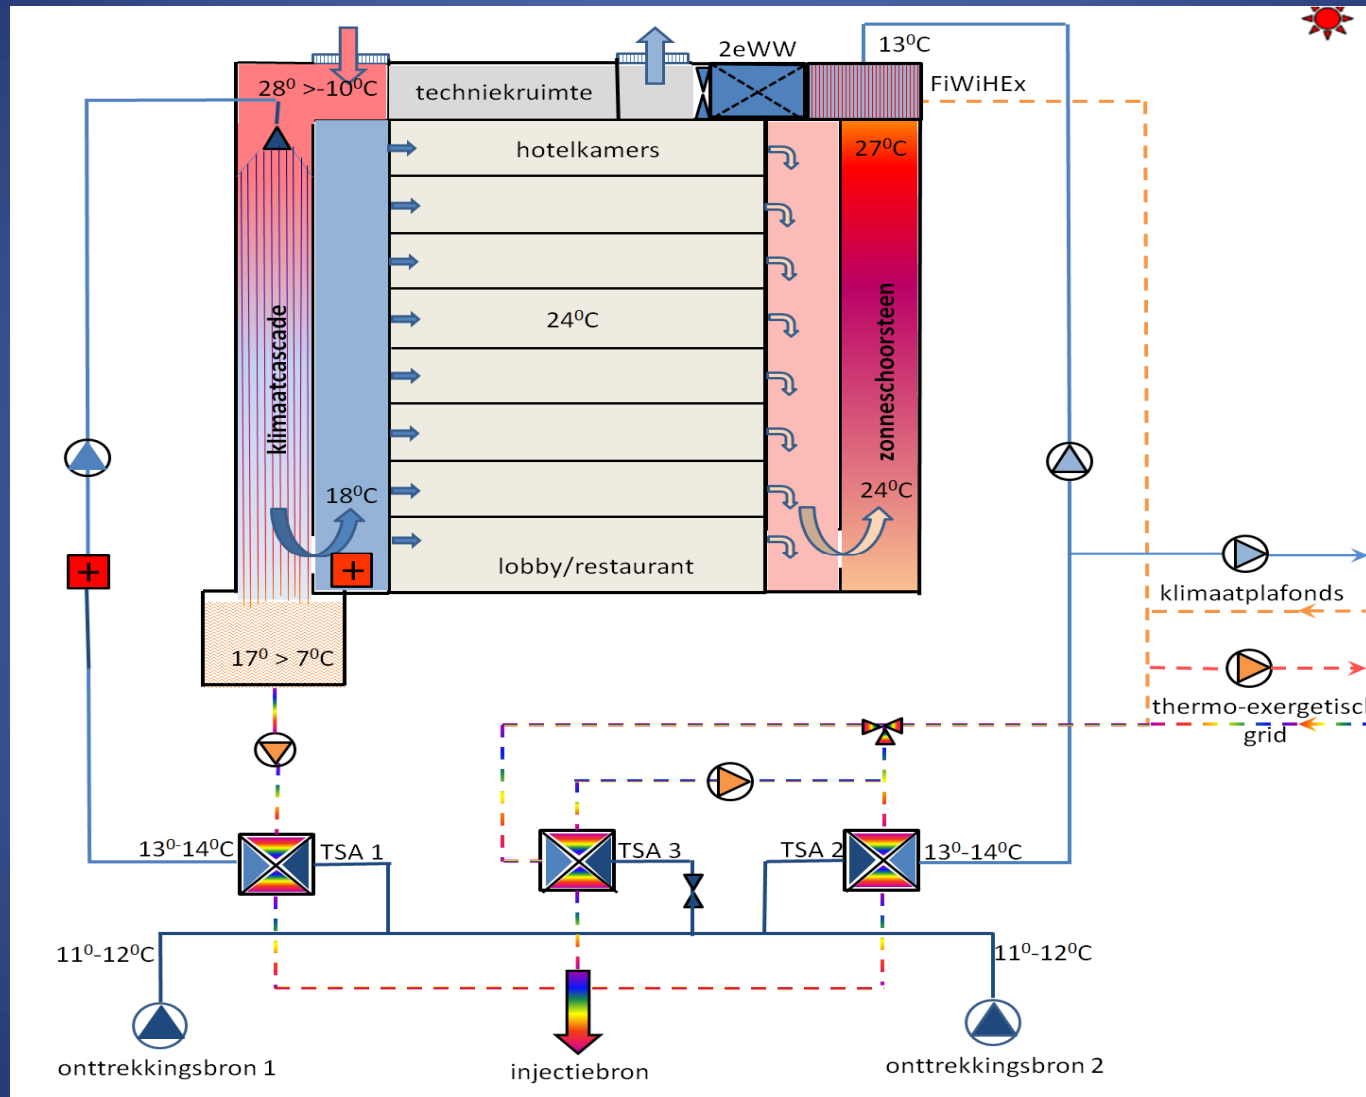 2eWW
13⁰C
28⁰ >-10⁰C
techniekruimte
FiWiHEx
hotelkamers
27⁰C
klimaatcascade
24⁰C
zonneschoorsteen
18⁰C
24⁰C
lobby/restaurant
klimaatplafonds
17⁰ > 7⁰C
thermo-exergetisch
grid
13⁰-14⁰C
TSA 1
TSA 3
TSA 2
13⁰-14⁰C
11⁰-12⁰C
11⁰-12⁰C
onttrekkingsbron 1
injectiebron
onttrekkingsbron 2